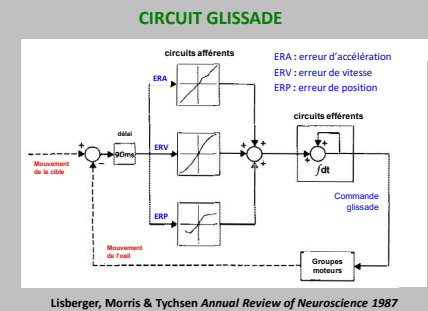 CIRCUIT GLISSADE
circuits afférents
ERA : erreur d'accélération
ERV : erreur de vitesse
ERP : erreur de position
ERA
circuits efférents
délai
+
+
+
90ms
ERV
+
+
+
+
−
Mouvement
de la cible
+
∫dt
Commande
glissade
ERP
Mouvement
de l'oeil
Groupes
moteurs
Lisberger, Morris & Tychsen Annual Review of Neuroscience 1987